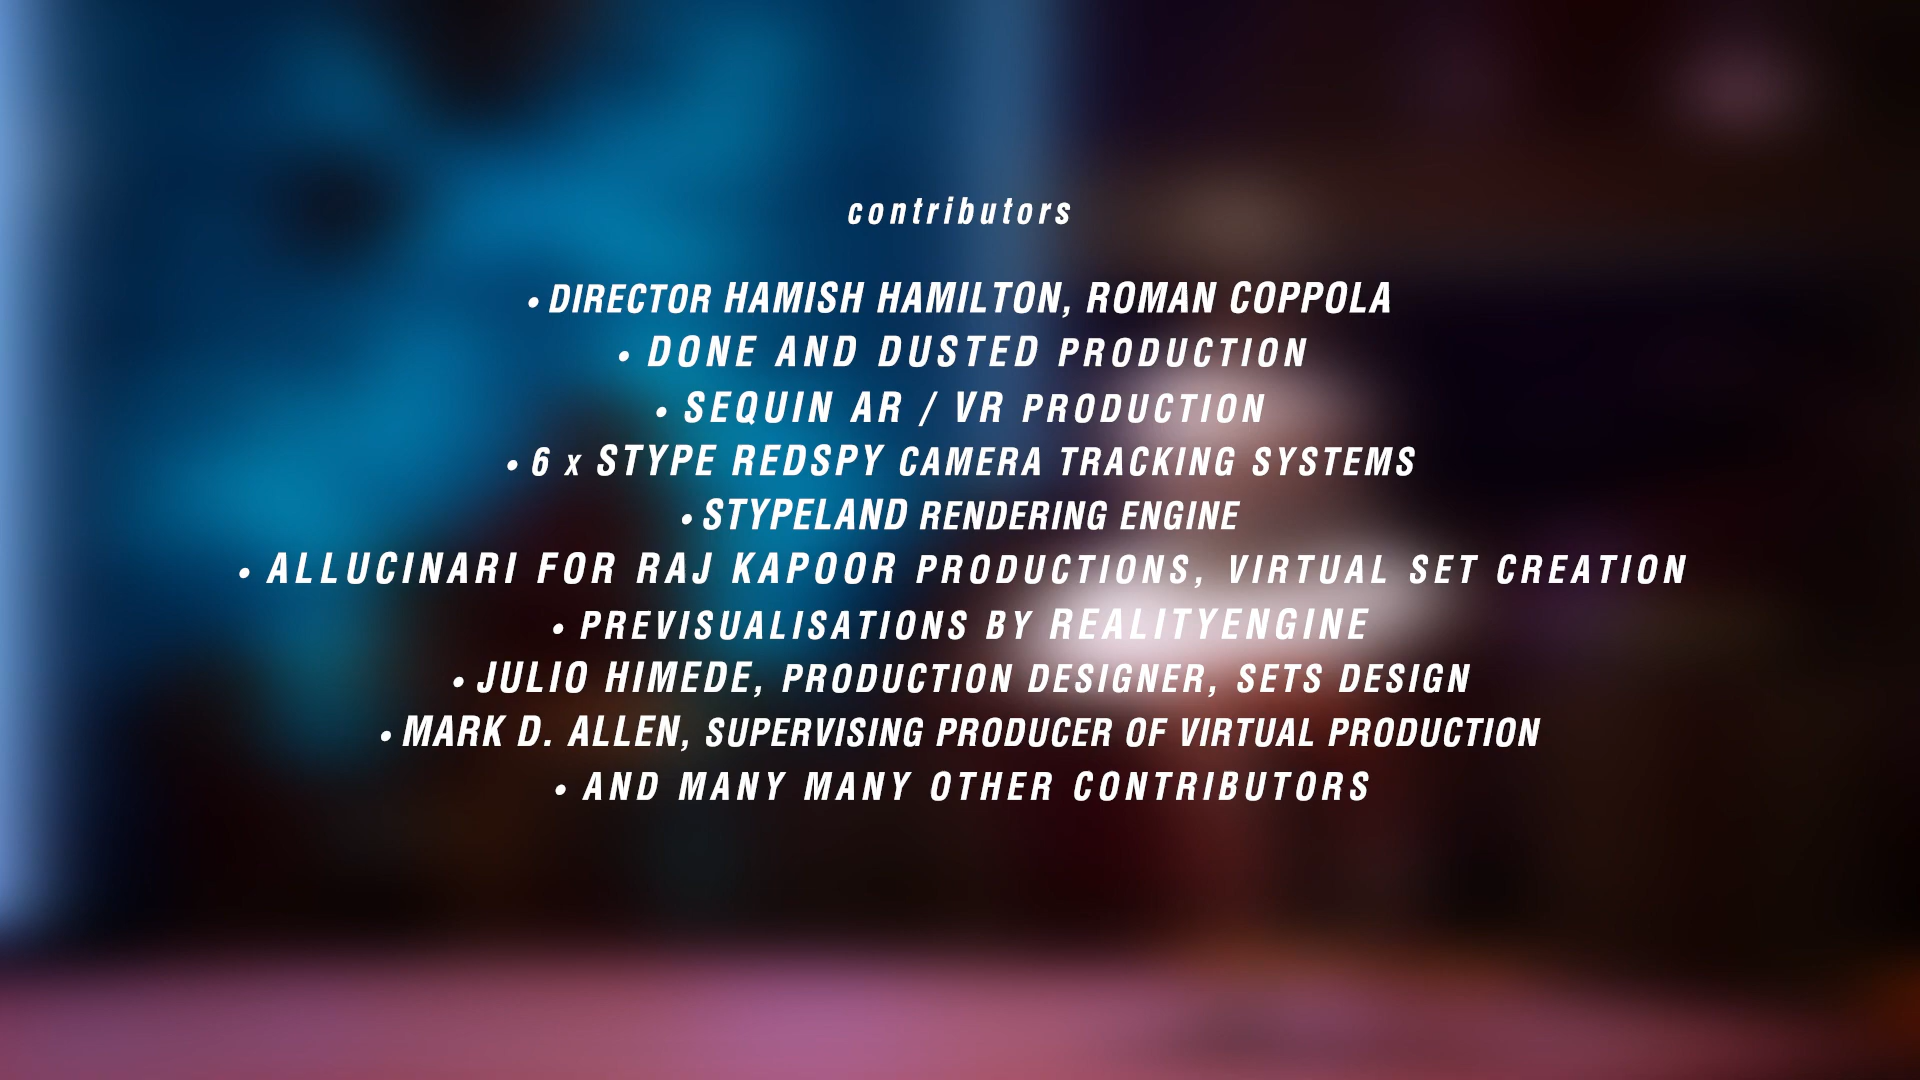 contributors
• DIRECTOR HAMISH HAMILTON, ROMAN COPPOLA
• DONE AND DUSTED PRODUCTION
• SEQUIN AR / VR PRODUCTION
• 6 x STYPE REDSPY CAMERA TRACKING SYSTEMS
• STYPELAND RENDERING ENGINE
• ALLUCINARI FOR RAJ KAPOOR PRODUCTIONS, VIRTUAL SET CREATION
• PREVISUALISATIONS BY REALITYENGINE
• JULIO HIMEDE, PRODUCTION DESIGNER, SETS DESIGN
• MARK D. ALLEN, SUPERVISING PRODUCER OF VIRTUAL PRODUCTION
• AND MANY MANY OTHER CONTRIBUTORS